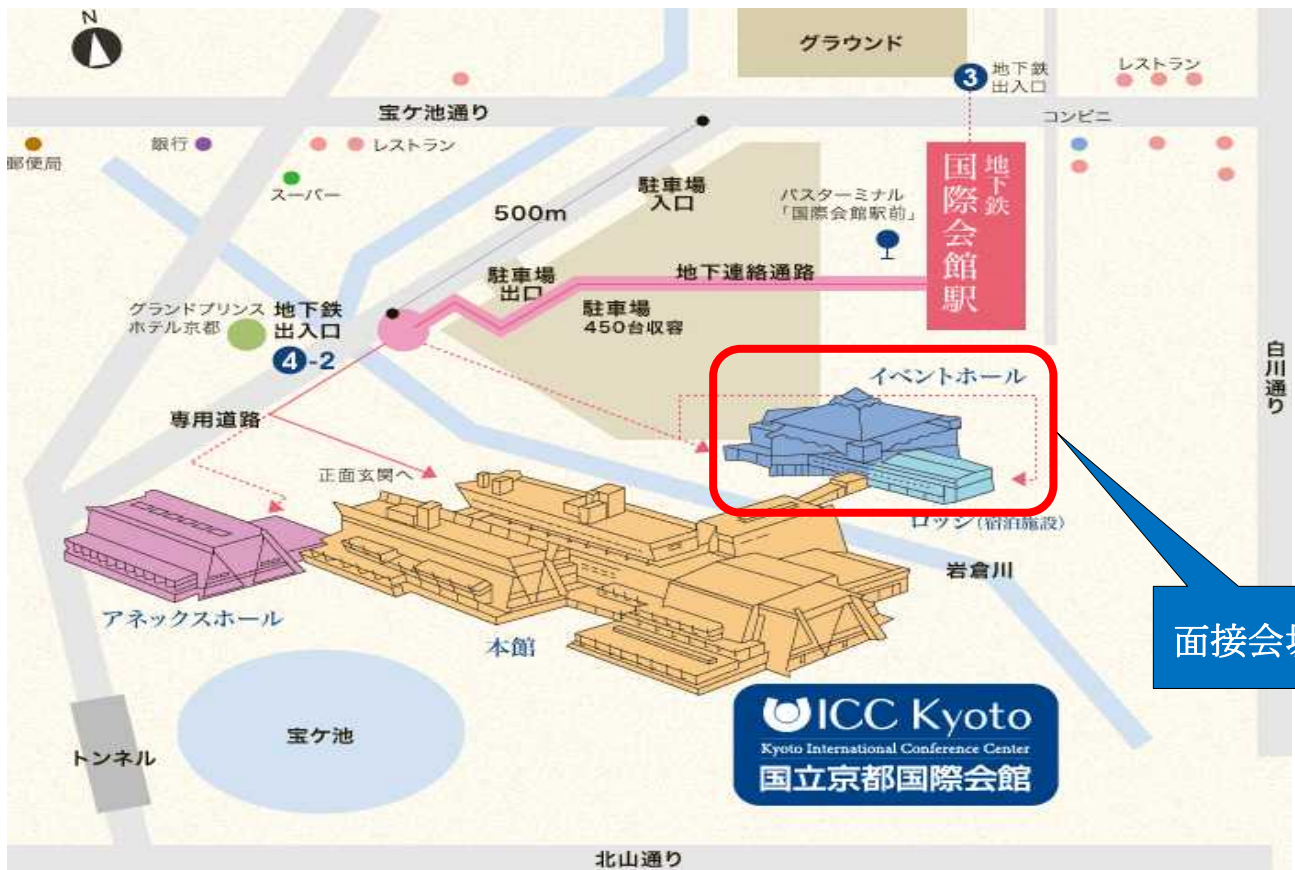 N
グラウンド
3
地下鉄
出入口
レストラン
宝ケ池通り
コンビニ
郵便局
銀行
レストラン
スーパー
500m
駐車場
入口
バスターミナル
「国際会館駅前」
地下鉄
国際会館駅
駐車場
出口
地下連絡通路
駐車場
450台収容
グランドプリンス
ホテル京都
地下鉄
出入口
4-2
白川通り
イベントホール
専用道路
正面玄関へ
ロッジ(宿泊施設)
岩倉川
アネックスホール
本館
面接会場
ICC Kyoto
Kyoto International Conference Center
国立京都国際会館
宝ケ池
トンネル
北山通り